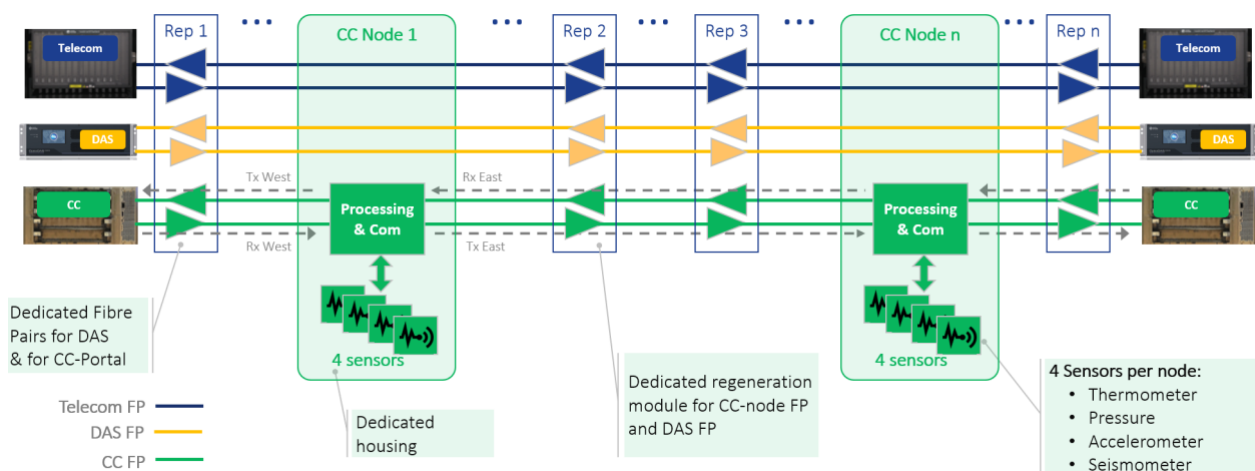 Rep 1
CC Node 1
Rep 2
Rep 3
CC Node n
Rep n
Telecom
Telecom
DAS
DAS
Tx West
Rx East
CC
Processing
& Com
Processing
& Com
CC
Rx West
Tx East
Dedicated Fibre
Pairs for DAS
& for CC-Portal
4 sensors
4 sensors
Dedicated regeneration
module for CC-node FP
and DAS FP
4 Sensors per node:
• Thermometer
• Pressure
• Accelerometer
• Seismometer
Dedicated
housing
Telecom FP
DAS FP
CC FP